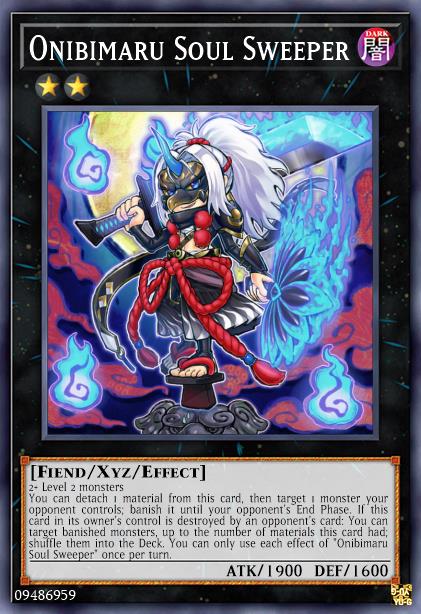 ONIBIMARU SOUL SWEEPER
DARK
闇
[FIEND/XYZ/EFFECT]
2+ Level 2 monsters
You can detach 1 material from this card, then target 1 monster your
opponent controls; banish it until your opponent's End Phase. If this
card in its owner's control is destroyed by an opponent's card: You can
target banished monsters, up to the number of materials this card had;
shuffle them into the Deck. You can only use each effect of "Onibimaru
Soul Sweeper" once per turn.
ATK/1900 DEF/1600
09486959